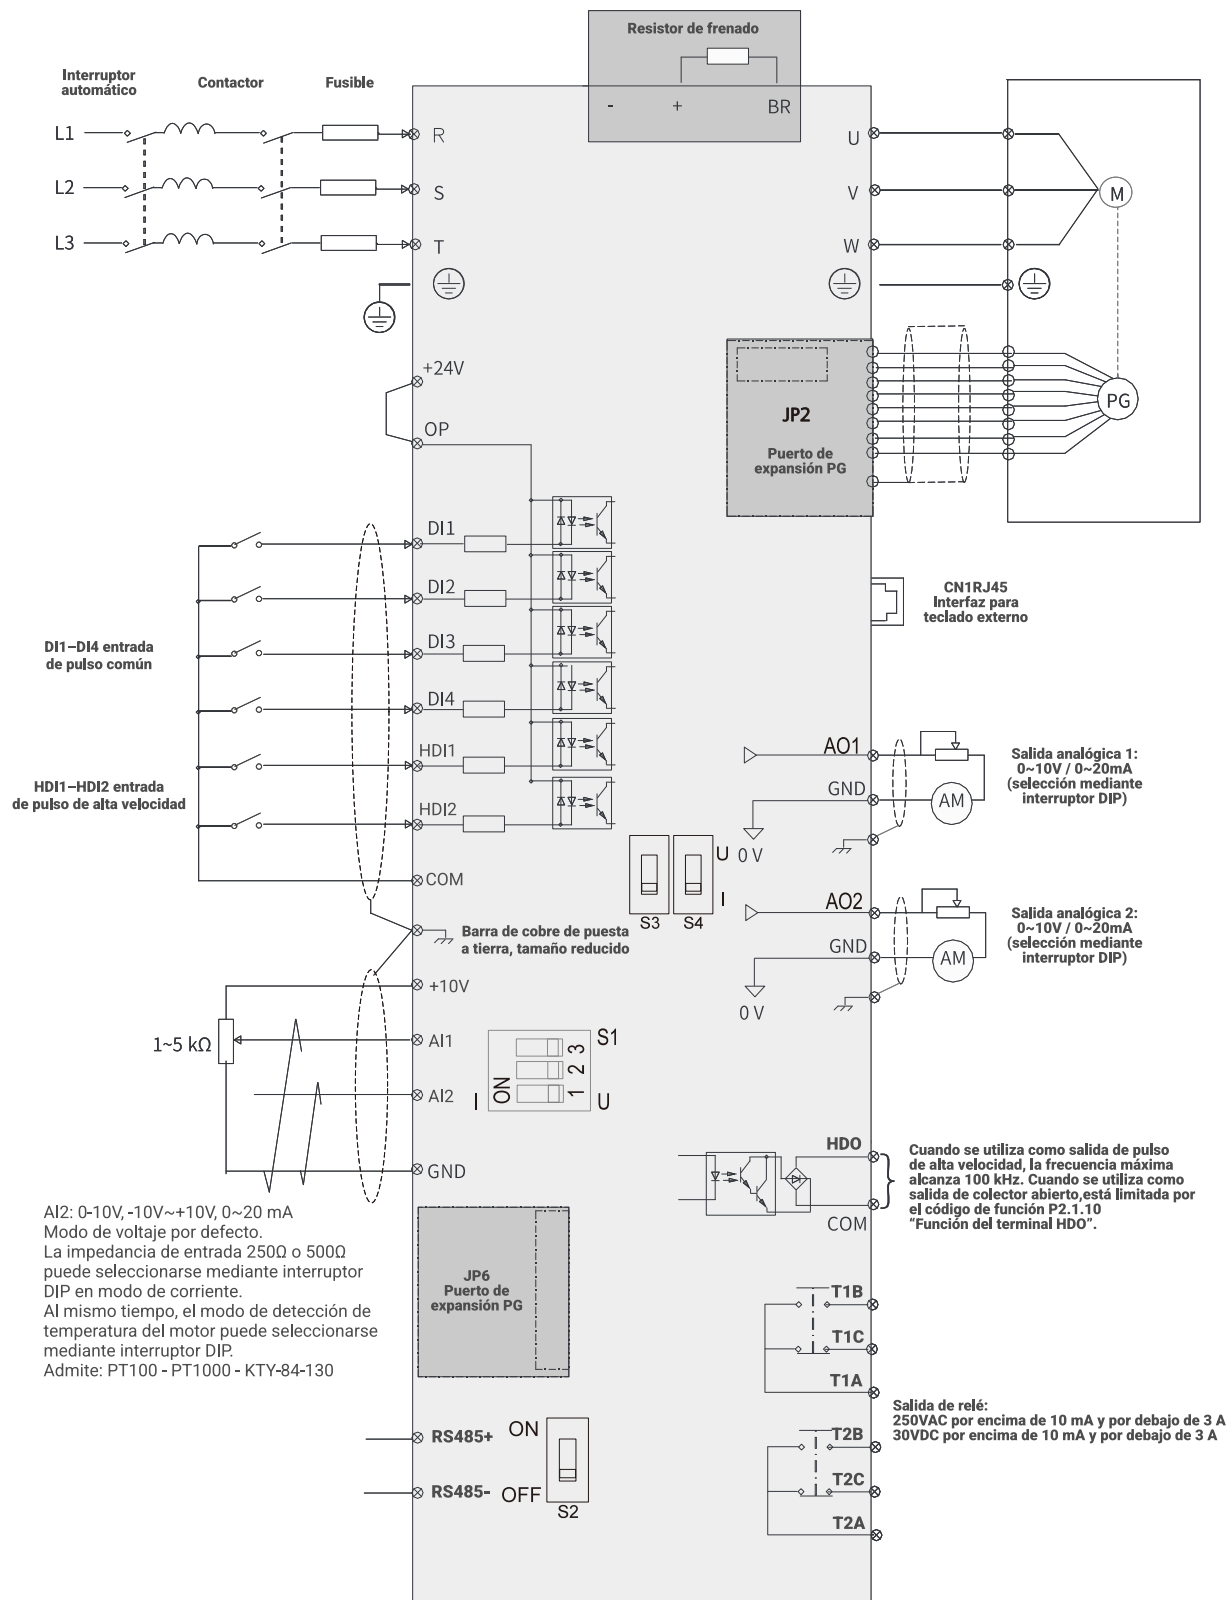 Resistor de frenado
- + BR
Interruptor
automático
Contactor
Fusible
L1
R
U
L2
S
V
M
L3
T
W
+24V
OP
JP2
Puerto de
expansión PG
PG
DI1
DI2
DI3
DI4
HDI1
HDI2
COM
DI1–DI4 entrada
de pulso común
HDI1–HDI2 entrada
de pulso de alta velocidad
CN1RJ45
Interfaz para
teclado externo
AO1
GND
0 V
AM
Salida analógica 1:
0~10V / 0~20mA
(selección mediante
interruptor DIP)
U
I
S3
S4
AO2
GND
0 V
AM
Salida analógica 2:
0~10V / 0~20mA
(selección mediante
interruptor DIP)
Barra de cobre de puesta
a tierra, tamaño reducido
+10V
1~5 kΩ
AI1
AI2
GND
S1
I
ON
1 2 3
U
HDO
COM
Cuando se utiliza como salida de pulso
de alta velocidad, la frecuencia máxima
alcanza 100 kHz. Cuando se utiliza como
salida de colector abierto,está limitada por
el código de función P2.1.10
“Función del terminal HDO”.
AI2: 0-10V, -10V~+10V, 0~20 mA
Modo de voltaje por defecto.
La impedancia de entrada 250Ω o 500Ω
puede seleccionarse mediante interruptor
DIP en modo de corriente.
Al mismo tiempo, el modo de detección de
temperatura del motor puede seleccionarse
mediante interruptor DIP.
Admite: PT100 - PT1000 - KTY-84-130
JP6
Puerto de
expansión PG
T1B
T1C
T1A
Salida de relé:
250VAC por encima de 10 mA y por debajo de 3 A
30VDC por encima de 10 mA y por debajo de 3 A
T2B
T2C
T2A
RS485+
RS485-
ON
OFF
S2